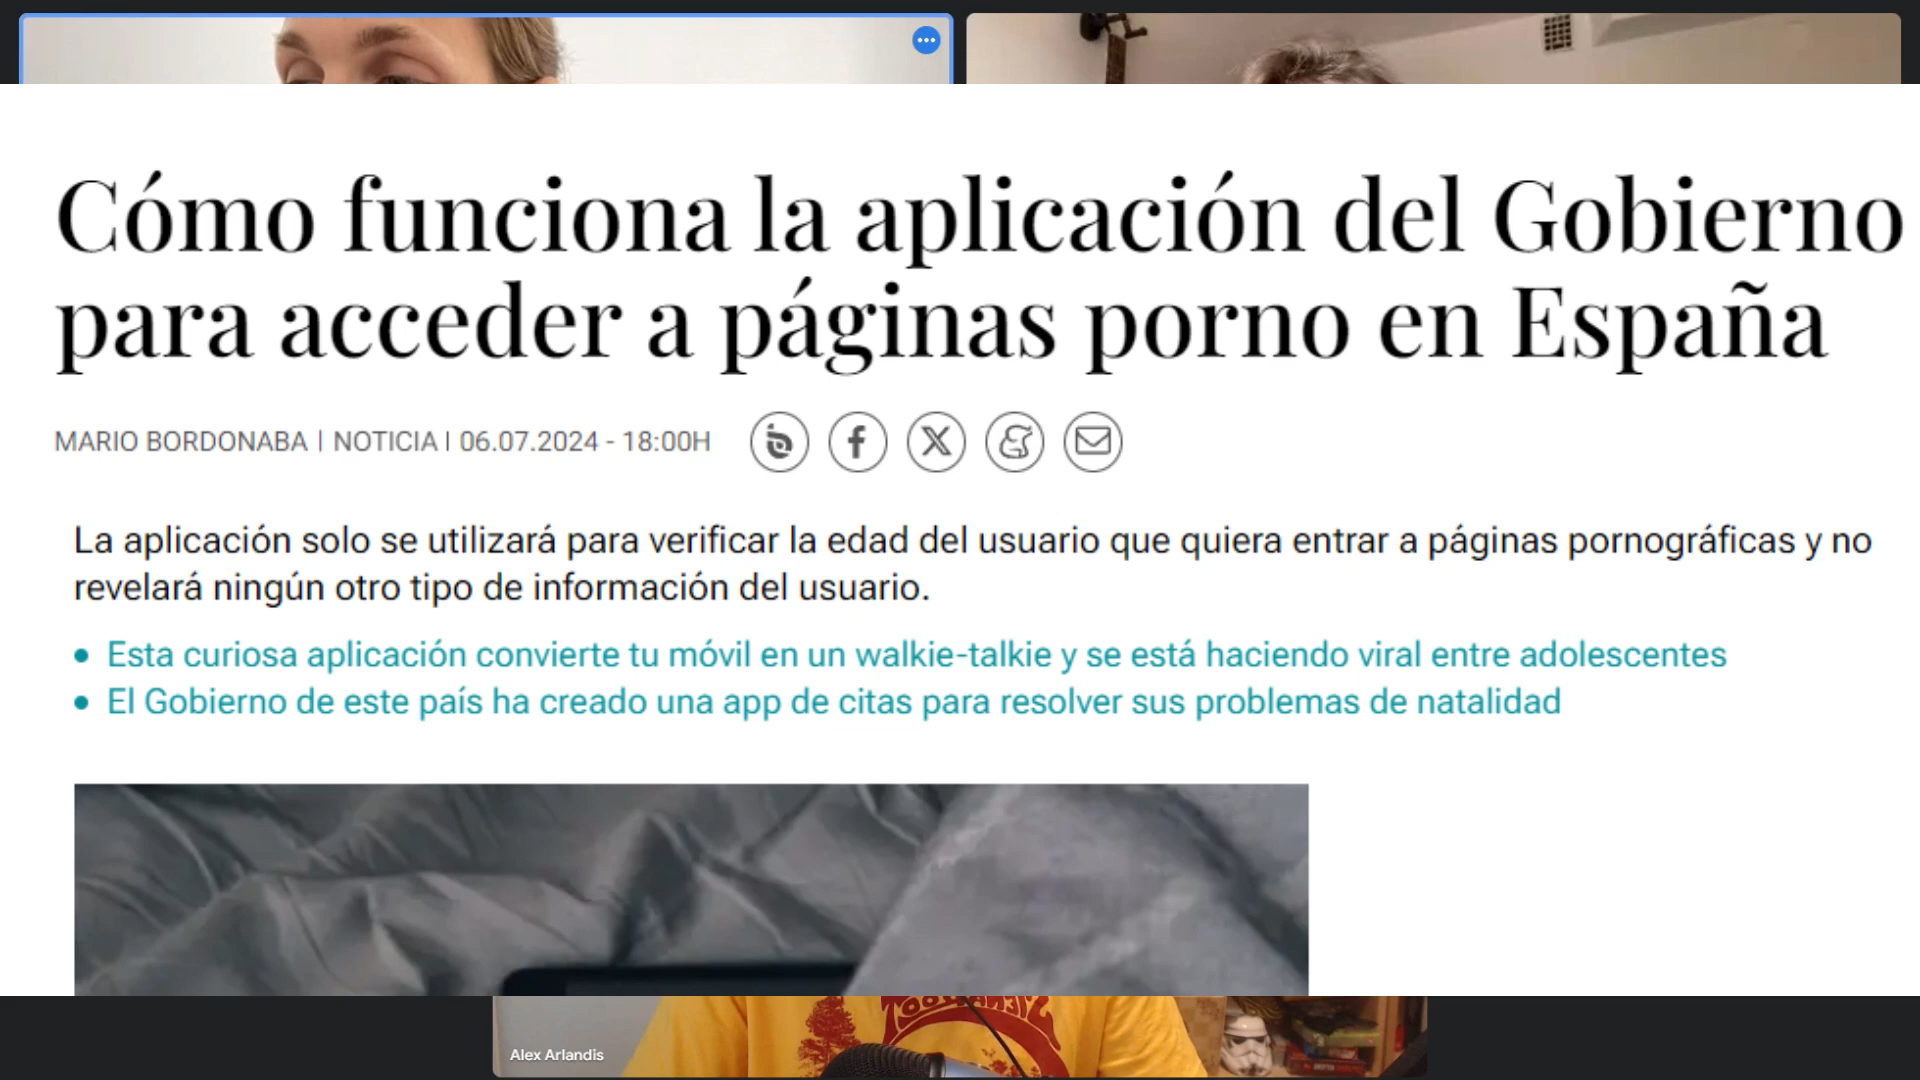 Cómo funciona la aplicación del Gobierno
para acceder a páginas porno en España
MARIO BORDONABA | NOTICIA | 06.07.2024 - 18:00H
La aplicación solo se utilizará para verificar la edad del usuario que quiera entrar a páginas pornográficas y no
revelará ningún otro tipo de información del usuario.
Esta curiosa aplicación convierte tu móvil en un walkie-talkie y se está haciendo viral entre adolescentes
El Gobierno de este país ha creado una app de citas para resolver sus problemas de natalidad
Alex Arlandis